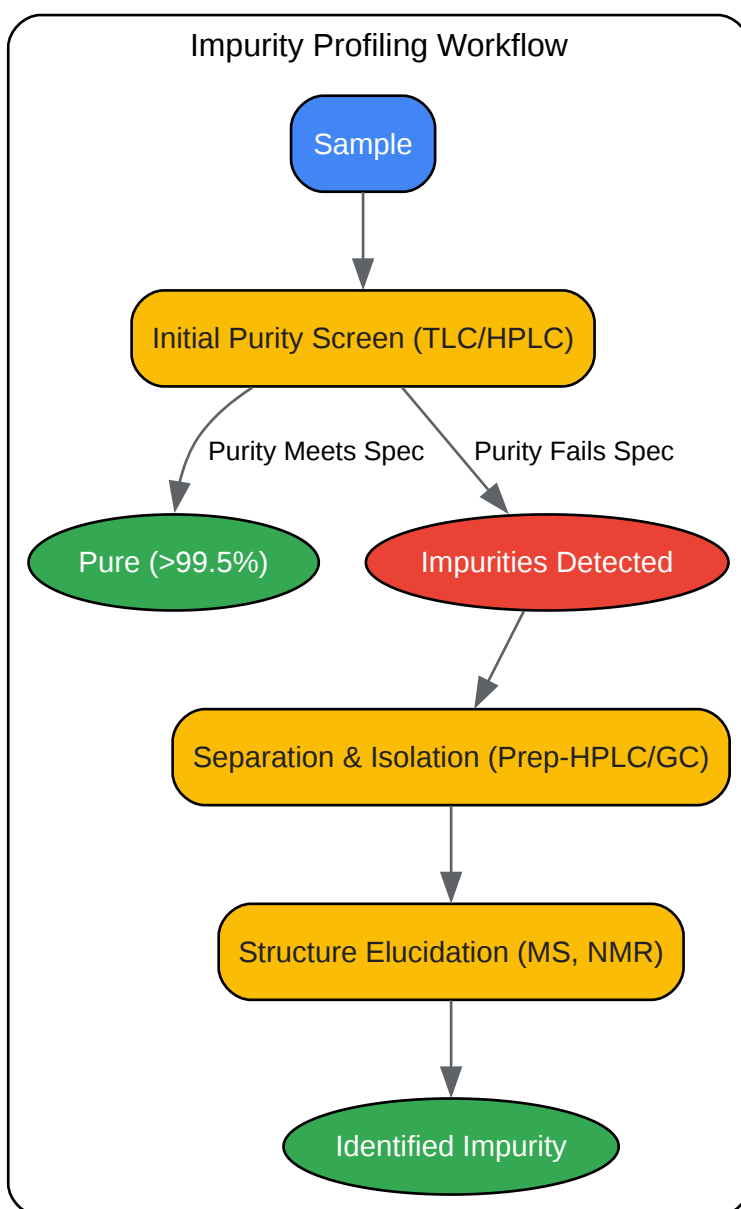 Impurity Profiling Workflow
Sample
Initial Purity Screen (TLC/HPLC)
Purity Meets Spec
Purity Fails Spec
Pure (>99.5%)
Impurities Detected
Separation & Isolation (Prep-HPLC/GC)
Structure Elucidation (MS, NMR)
Identified Impurity